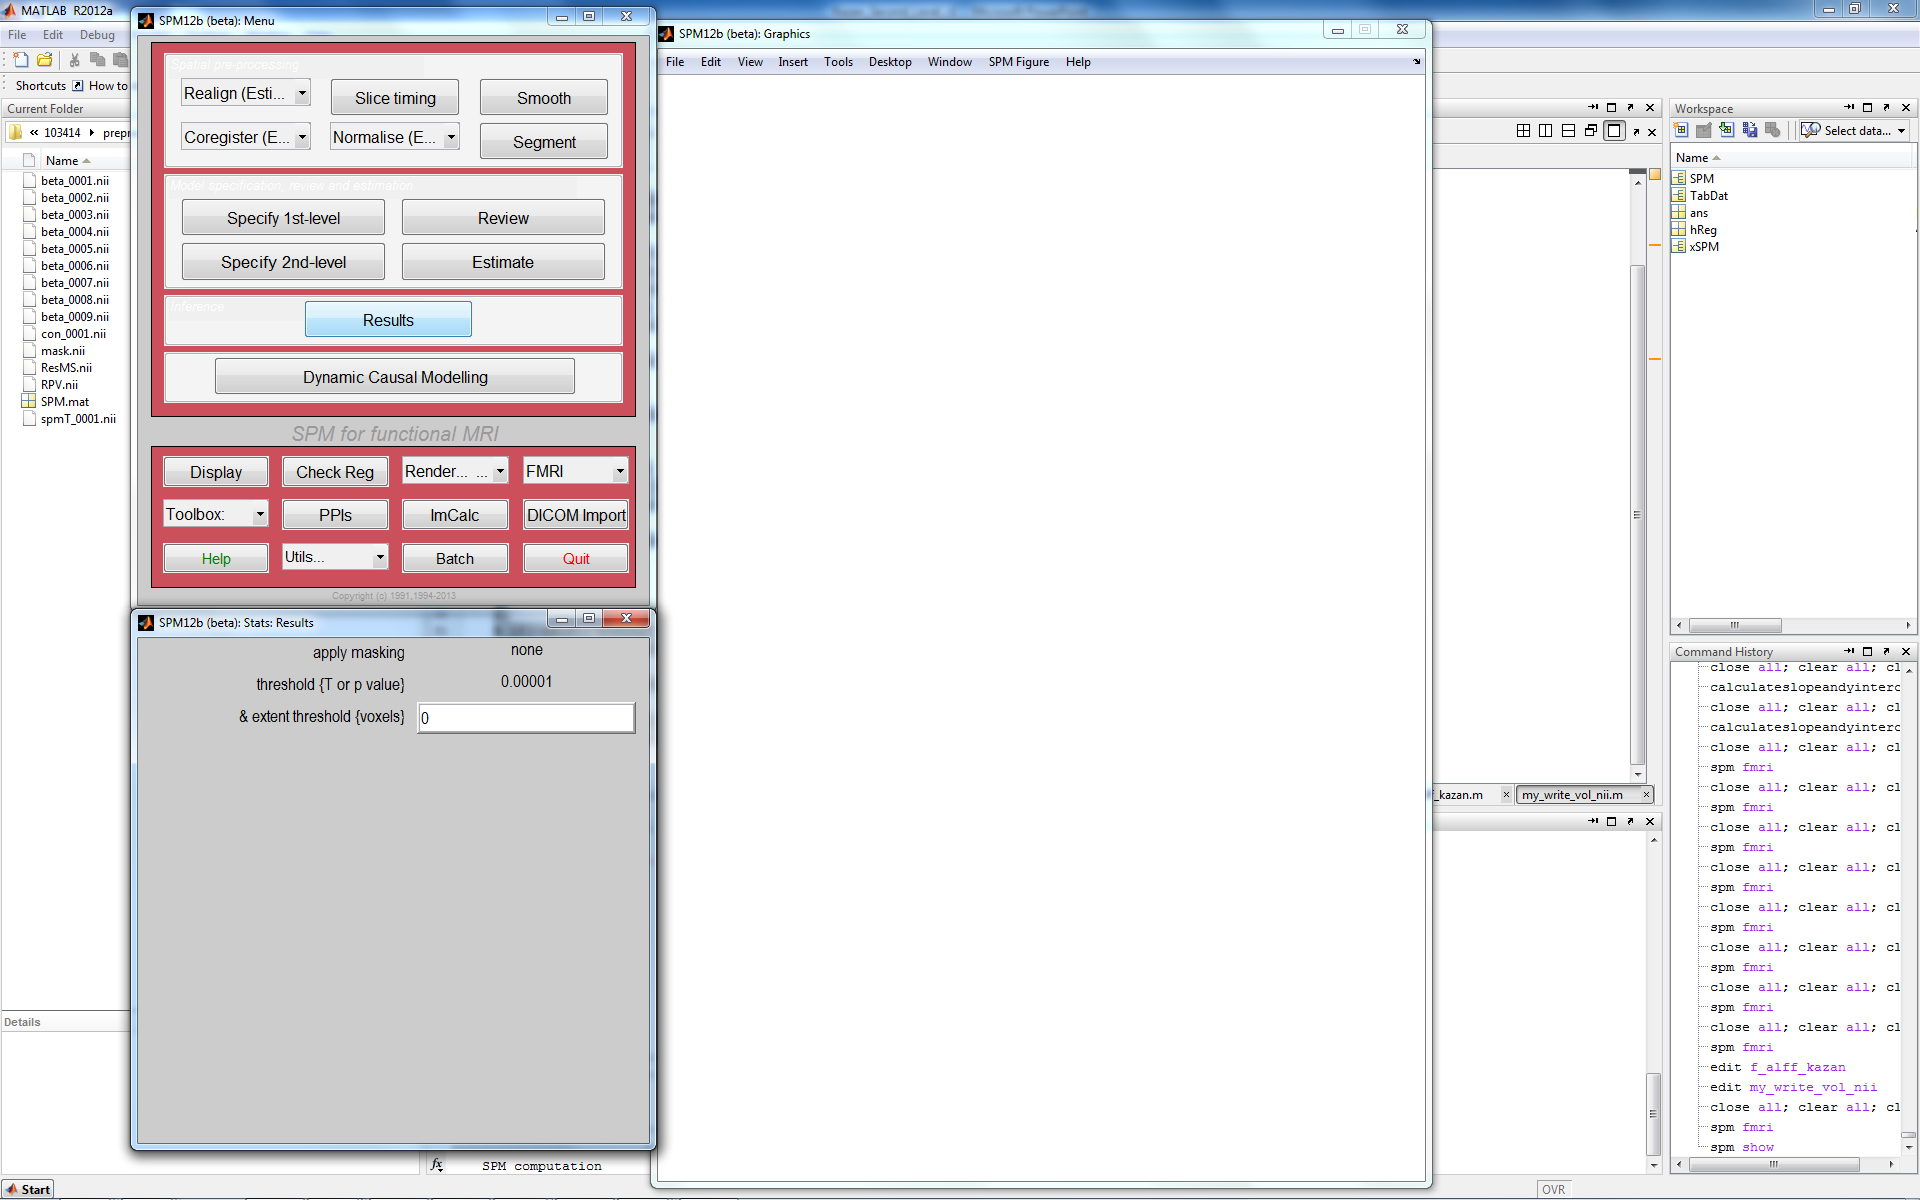 MATLAB R2012a
File Edit Debug
Shortcuts How to
Current Folder
« 103414 prepr
Name
beta_0001.nii
beta_0002.nii
beta_0003.nii
beta_0004.nii
beta_0005.nii
beta_0006.nii
beta_0007.nii
beta_0008.nii
beta_0009.nii
con_0001.nii
mask.nii
ResMS.nii
RPV.nii
SPM.mat
spmT_0001.nii
Details
Start
SPM12b (beta): Menu
Spatial pre-processing
Realign (Esti...
Slice timing
Smooth
Coregister (E...
Normalise (E...
Segment
Model specification, review and estimation
Specify 1st-level
Review
Specify 2nd-level
Estimate
Inference
Results
Dynamic Causal Modelling
SPM for functional MRI
Display
Check Reg
Render... ...
FMRI
Toolbox:
PPIs
ImCalc
DICOM Import
Help
Utils...
Batch
Quit
Copyright (c) 1991,1994-2013
SPM12b (beta): Stats: Results
apply masking none
threshold {T or p value} 0.00001
& extent threshold {voxels} 0
fx SPM computation
SPM12b (beta): Graphics
File Edit View Insert Tools Desktop Window SPM Figure Help
f_kazan.m
my_write_vol_nii.m
OVR
Workspace
Select data...
Name
SPM
TabDat
ans
hReg
xSPM
Command History
close all; clear all; cl
calculateslopeandyinterc
close all; clear all; cl
calculateslopeandyinterc
close all; clear all; cl
spm fmri
close all; clear all; cl
spm fmri
close all; clear all; cl
spm fmri
close all; clear all; cl
spm fmri
close all; clear all; cl
spm fmri
close all; clear all; cl
spm fmri
close all; clear all; cl
spm fmri
close all; clear all; cl
spm fmri
edit f_alff_kazan
edit my_write_vol_nii
close all; clear all; cl
spm fmri
spm show